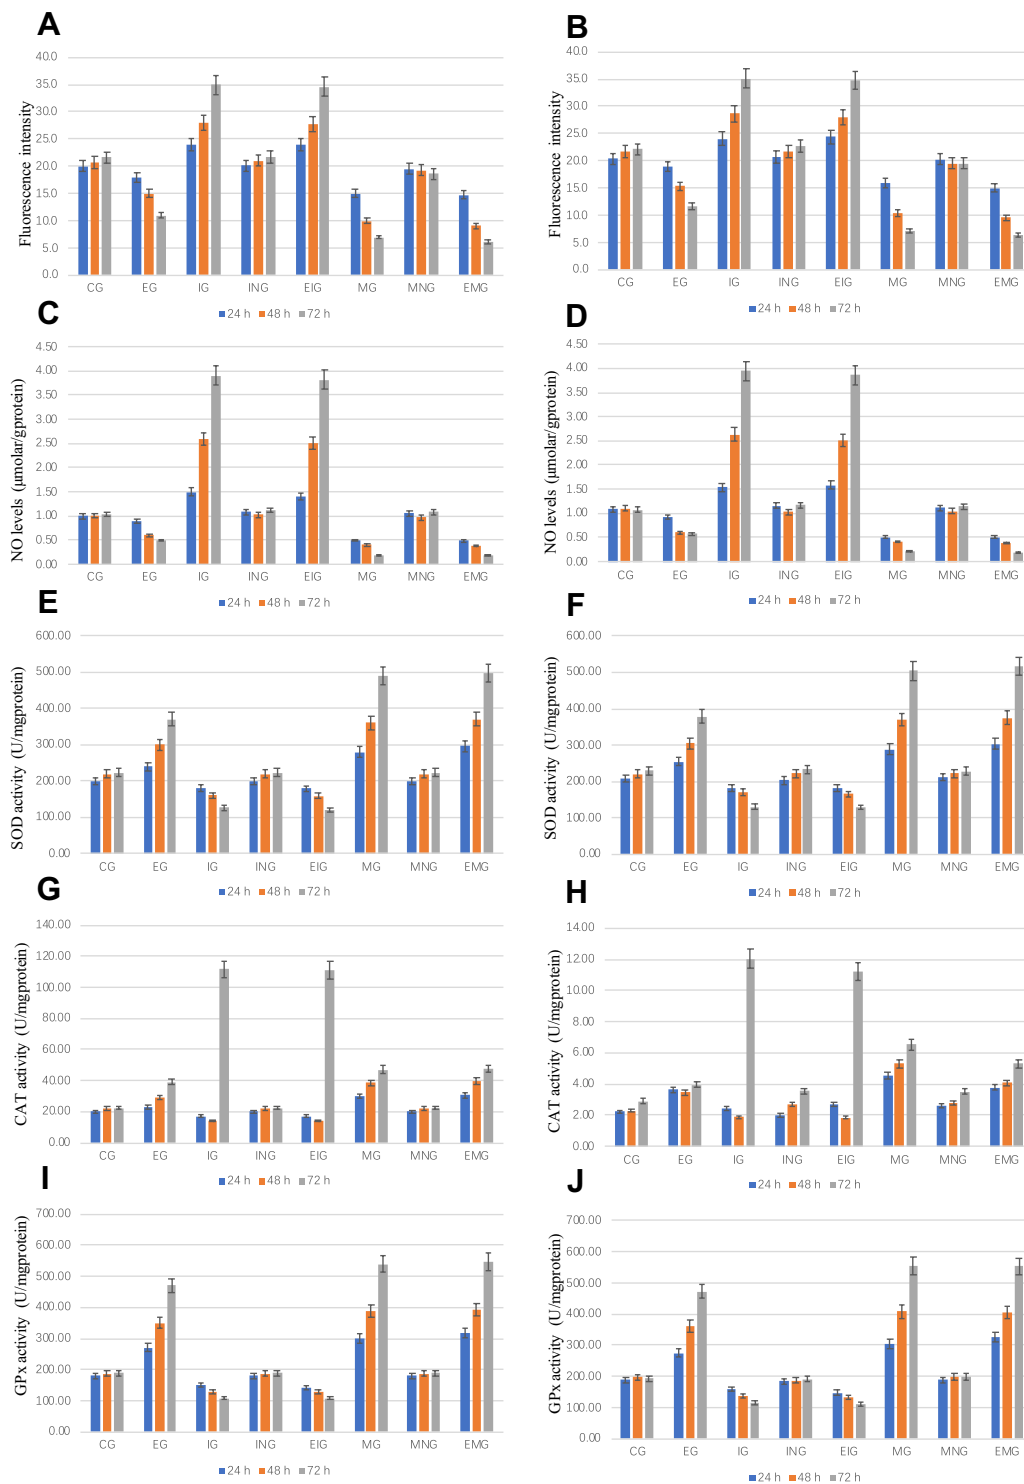 A
Fluorescence intensity
40.0
35.0
30.0
25.0
20.0
15.0
10.0
5.0
0.0
CG EG IG ING EIG MG MNG EMG
24 h 48 h 72 h
B
Fluorescence intensity
40.0
35.0
30.0
25.0
20.0
15.0
10.0
5.0
0.0
CG EG IG ING EIG MG MNG EMG
24 h 48 h 72 h
C
NO levels (μmolar/gprotein)
4.50
4.00
3.50
3.00
2.50
2.00
1.50
1.00
0.50
0.00
CG EG IG ING EIG MG MNG EMG
24 h 48 h 72 h
D
NO levels (μmolar/gprotein)
4.50
4.00
3.50
3.00
2.50
2.00
1.50
1.00
0.50
0.00
CG EG IG ING EIG MG MNG EMG
24 h 48 h 72 h
E
SOD activity (U/mgprotein)
600.00
500.00
400.00
300.00
200.00
100.00
0.00
CG EG IG ING EIG MG MNG EMG
24 h 48 h 72 h
F
SOD activity (U/mgprotein)
600.00
500.00
400.00
300.00
200.00
100.00
0.00
CG EG IG ING EIG MG MNG EMG
24 h 48 h 72 h
G
CAT activity (U/mgprotein)
140.00
120.00
100.00
80.00
60.00
40.00
20.00
0.00
CG EG IG ING EIG MG MNG EMG
24 h 48 h 72 h
H
CAT activity (U/mgprotein)
14.00
12.00
10.00
8.00
6.00
4.00
2.00
0.00
CG EG IG ING EIG MG MNG EMG
24 h 48 h 72 h
I
GPx activity (U/mgprotein)
700.00
600.00
500.00
400.00
300.00
200.00
100.00
0.00
CG EG IG ING EIG MG MNG EMG
24 h 48 h 72 h
J
GPx activity (U/mgprotein)
700.00
600.00
500.00
400.00
300.00
200.00
100.00
0.00
CG EG IG ING EIG MG MNG EMG
24 h 48 h 72 h